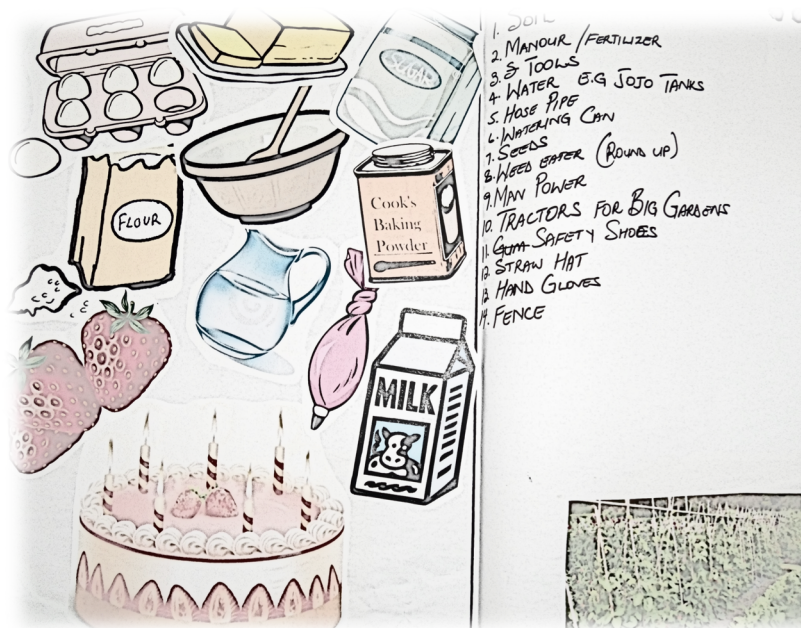 SUGAR
FLOUR
Cook's
Baking
Powder
MILK
1. SOIL
2. MANOUR / FERTILIZER
3. S TOOLS
4. WATER E.G JOJO TANKS
5. HOSE PIPE
6. WATERING CAN
7. SEEDS
8. WEED EATER (ROUND UP)
9. MAN POWER
10. TRACTORS FOR BIG GARDENS
11. GUM SAFETY SHOES
12. STRAW HAT
13. HAND GLOVES
14. FENCE